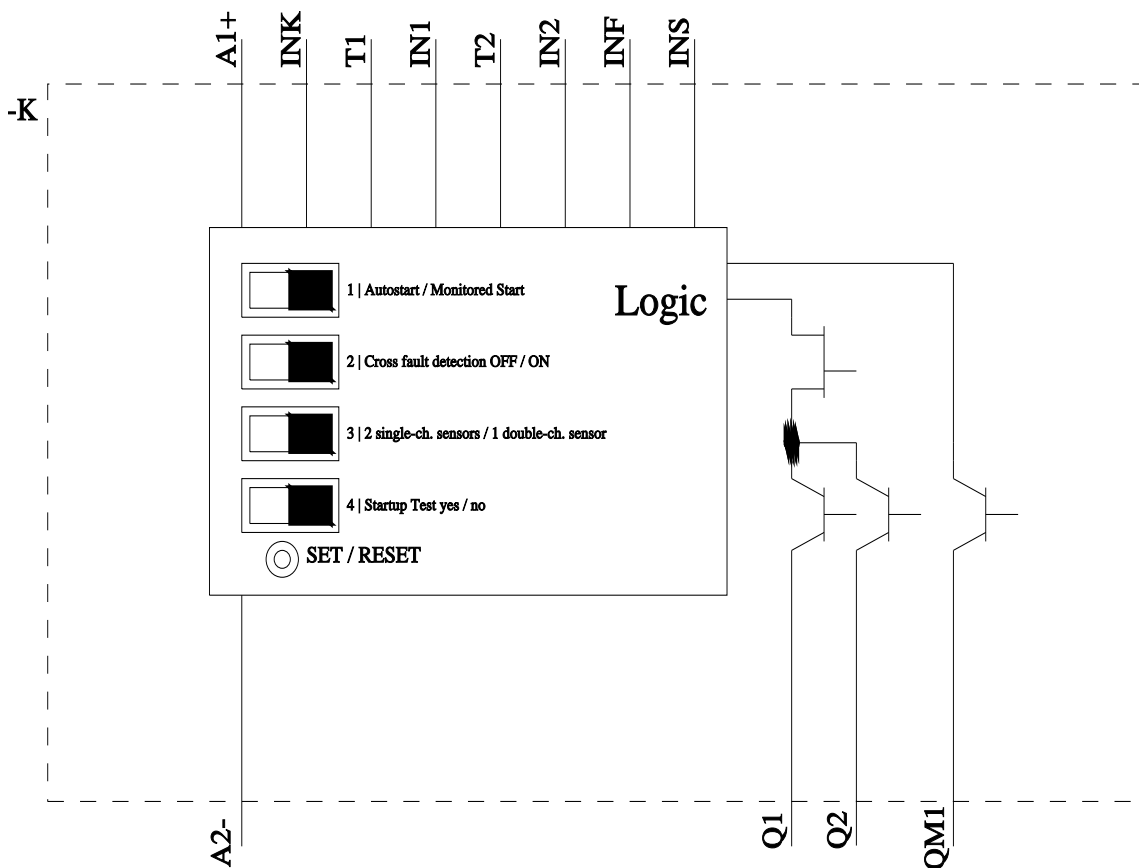 A1+
INK
T1
IN1
T2
IN2
INF
INS
-K
Logic
1 | Autostart / Monitored Start
2 | Cross fault detection OFF / ON
3 | 2 single-ch. sensors / 1 double-ch. sensor
4 | Startup Test yes / no
SET / RESET
A2-
Q1
Q2
QM1